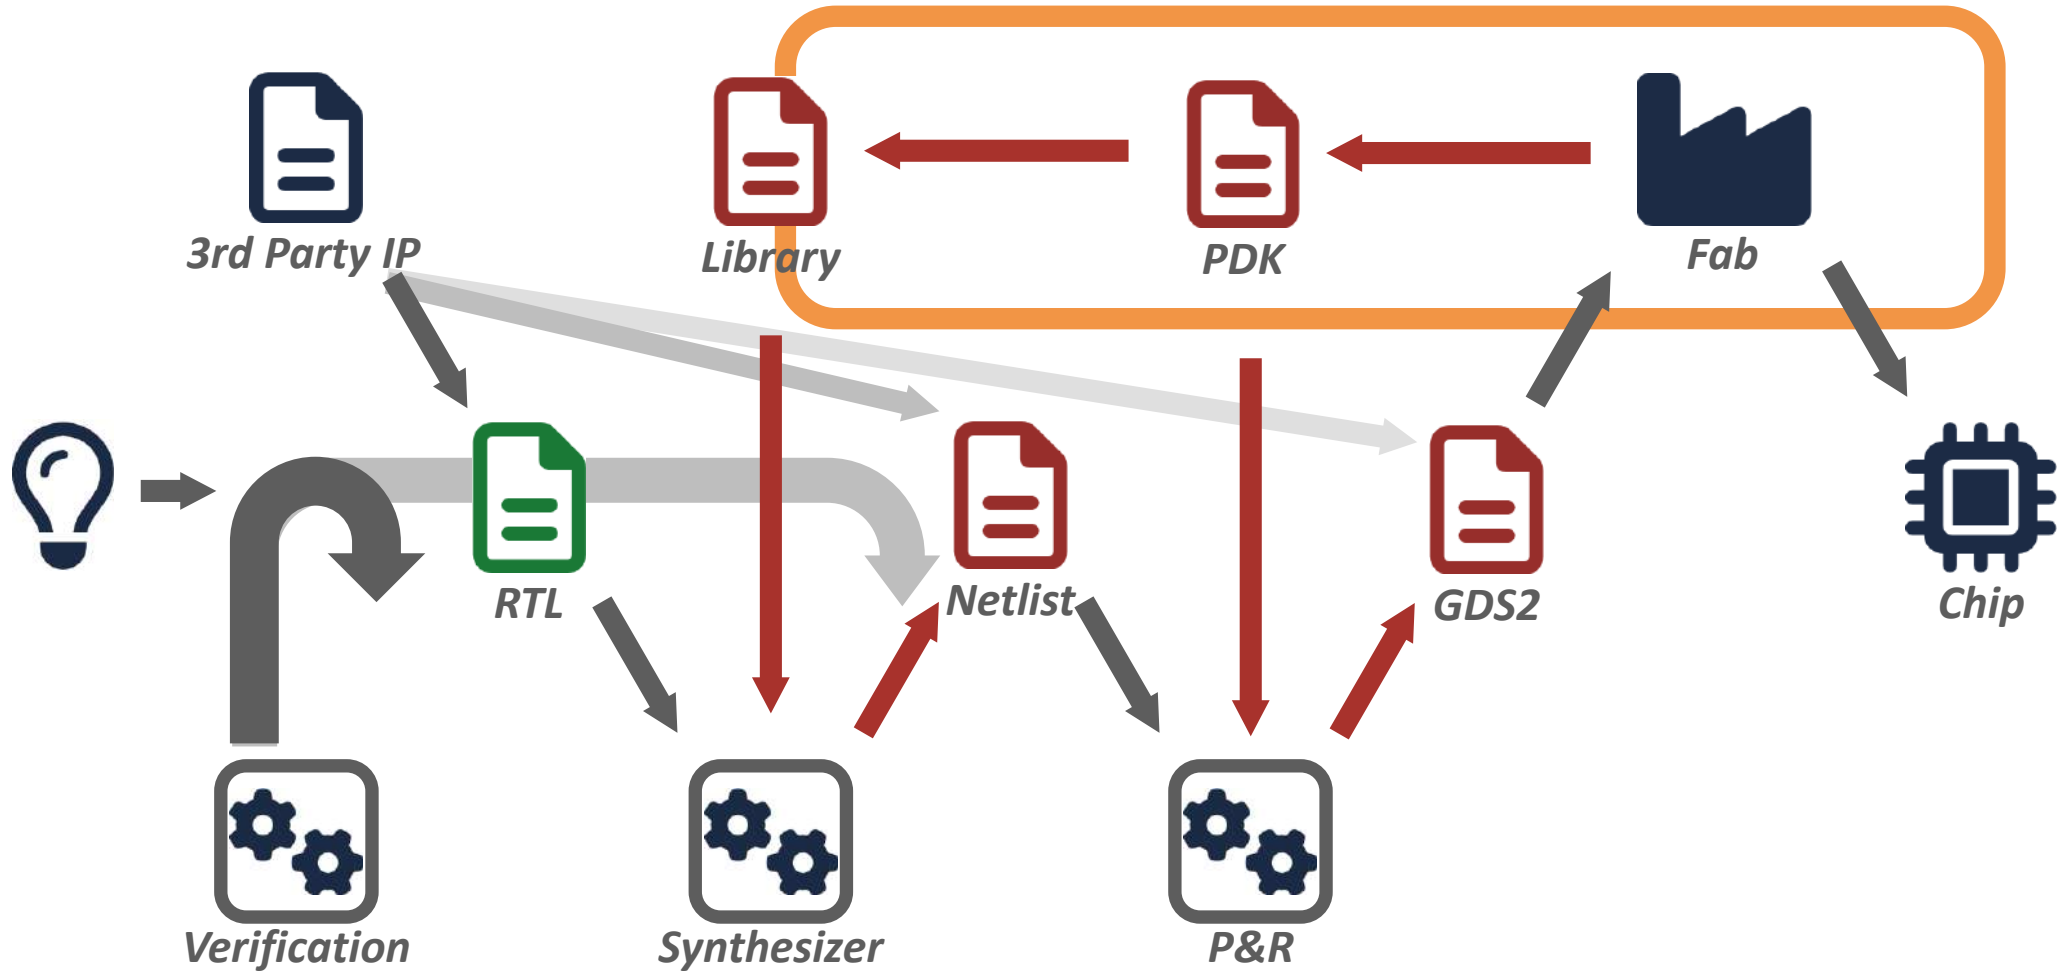 3rd Party IP
Library
PDK
Fab
RTL
Netlist
GDS2
Chip
Verification
Synthesizer
P&R